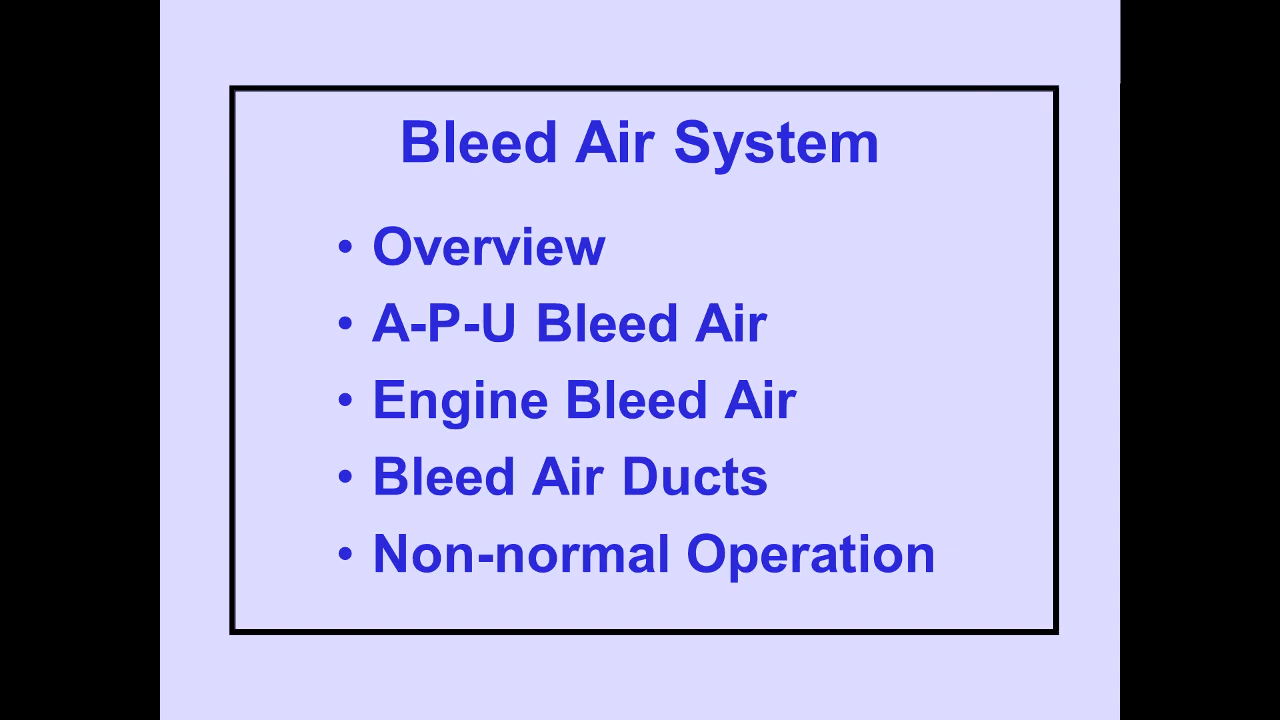 Bleed Air System
• Overview
• A-P-U Bleed Air
• Engine Bleed Air
• Bleed Air Ducts
• Non-normal Operation